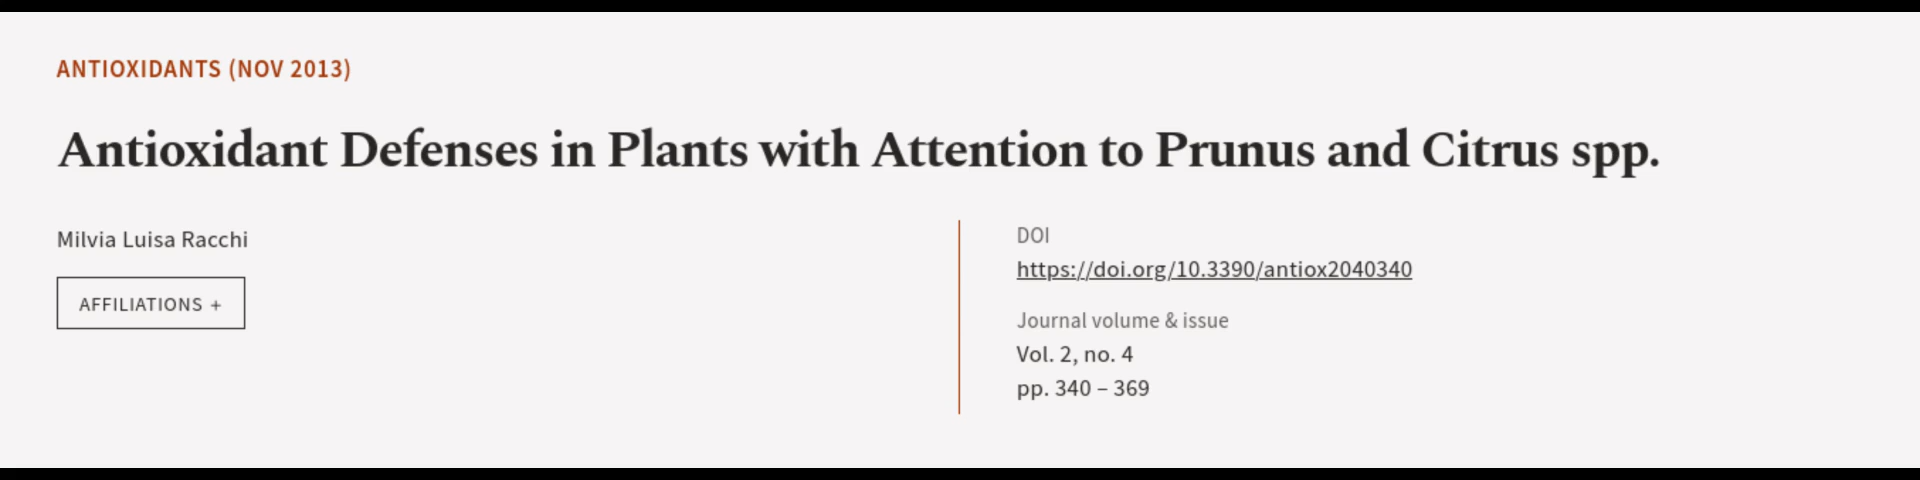 ANTIOXIDANTS (NOV 2013)
Antioxidant Defenses in Plants with Attention to Prunus and Citrus spp.
Milvia Luisa Racchi
AFFILIATIONS +
DOI
https://doi.org/10.3390/antiox2040340
Journal volume & issue
Vol. 2, no. 4
pp. 340 – 369